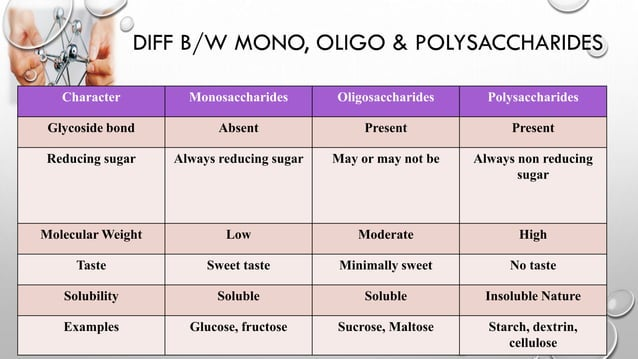 DIFF B/W MONO, OLIGO & POLYSACCHARIDES
Character Monosaccharides Oligosaccharides Polysaccharides
Glycoside bond Absent Present Present
Reducing sugar Always reducing sugar May or may not be Always non reducing
sugar
Molecular Weight Low Moderate High
Taste Sweet taste Minimally sweet No taste
Solubility Soluble Soluble Insoluble Nature
Examples Glucose, fructose Sucrose, Maltose Starch, dextrin,
cellulose